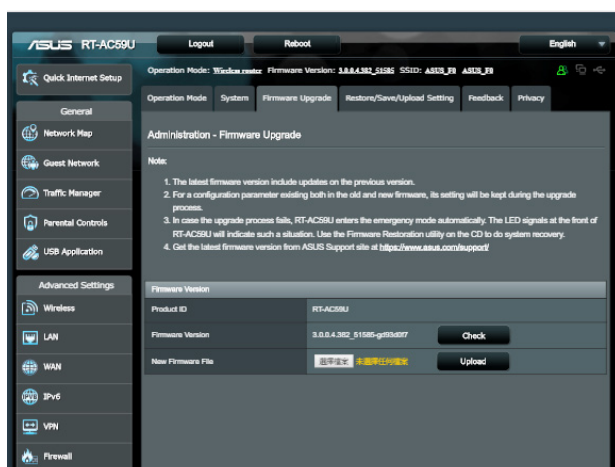 ASUS RT-AC59U Logout Reboot English
Quick Internet Setup
Operation Mode: Wireless router Firmware Version: 3.0.0.4.382_51585 SSID: ASUS_F0 ASUS_F0
Operation Mode System Firmware Upgrade Restore/Save/Upload Setting Feedback Privacy
General
Network Map
Guest Network
Traffic Manager
Parental Controls
USB Application
Advanced Settings
Wireless
LAN
WAN
IPv6
VPN
Firewall
Administration - Firmware Upgrade
Note:
1. The latest firmware version include updates on the previous version.
2. For a configuration parameter existing both in the old and new firmware, its setting will be kept during the upgrade
process.
3. In case the upgrade process fails, RT-AC59U enters the emergency mode automatically. The LED signals at the front of
RT-AC59U will indicate such a situation. Use the Firmware Restoration utility on the CD to do system recovery.
4. Get the latest firmware version from ASUS Support site at https://www.asus.com/support/
Firmware Version
Product ID RT-AC59U
Firmware Version 3.0.0.4.382_51585-gd93d0f7 Check
New Firmware File 選擇檔案 未選擇任何檔案 Upload